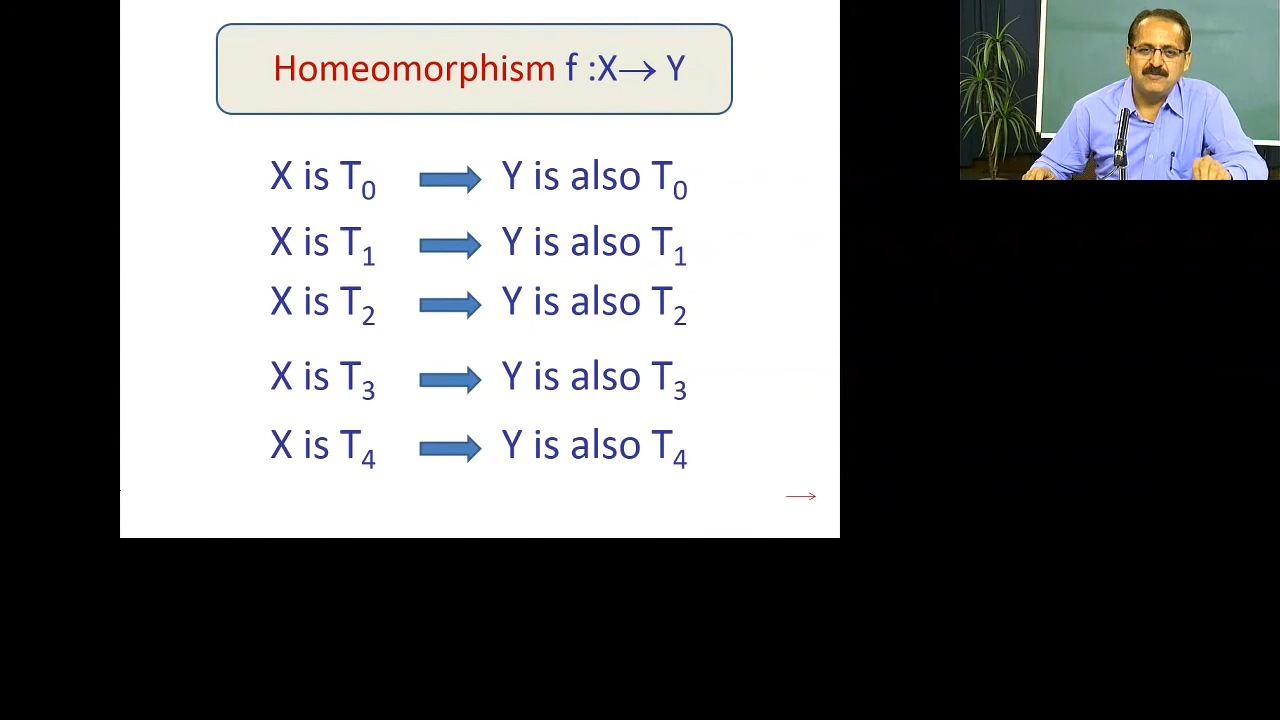 Homeomorphism f :X→ Y
X is T₀ Y is also T₀
X is T₁ Y is also T₁
X is T₂ Y is also T₂
X is T₃ Y is also T₃
X is T₄ Y is also T₄